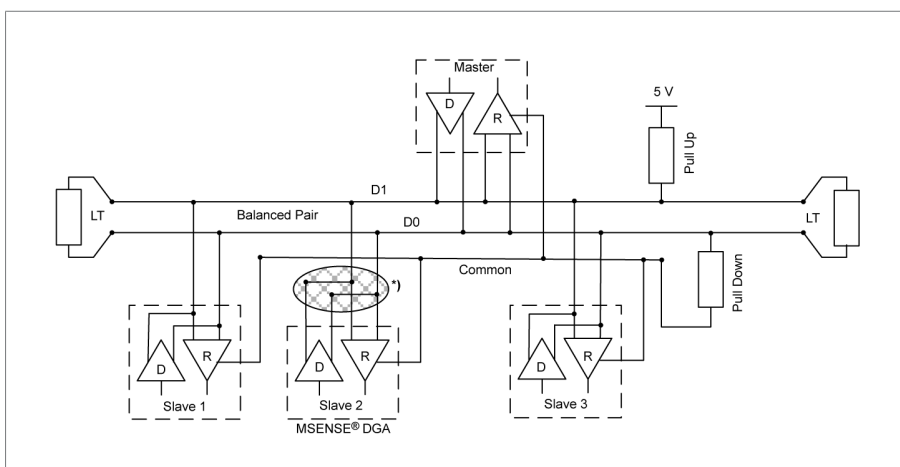 Master
D
R
5 V
Pull Up
LT
D1
Balanced Pair
D0
LT
Common
*)
Pull Down
D
R
Slave 1
D
R
Slave 2
MSENSE® DGA
D
R
Slave 3